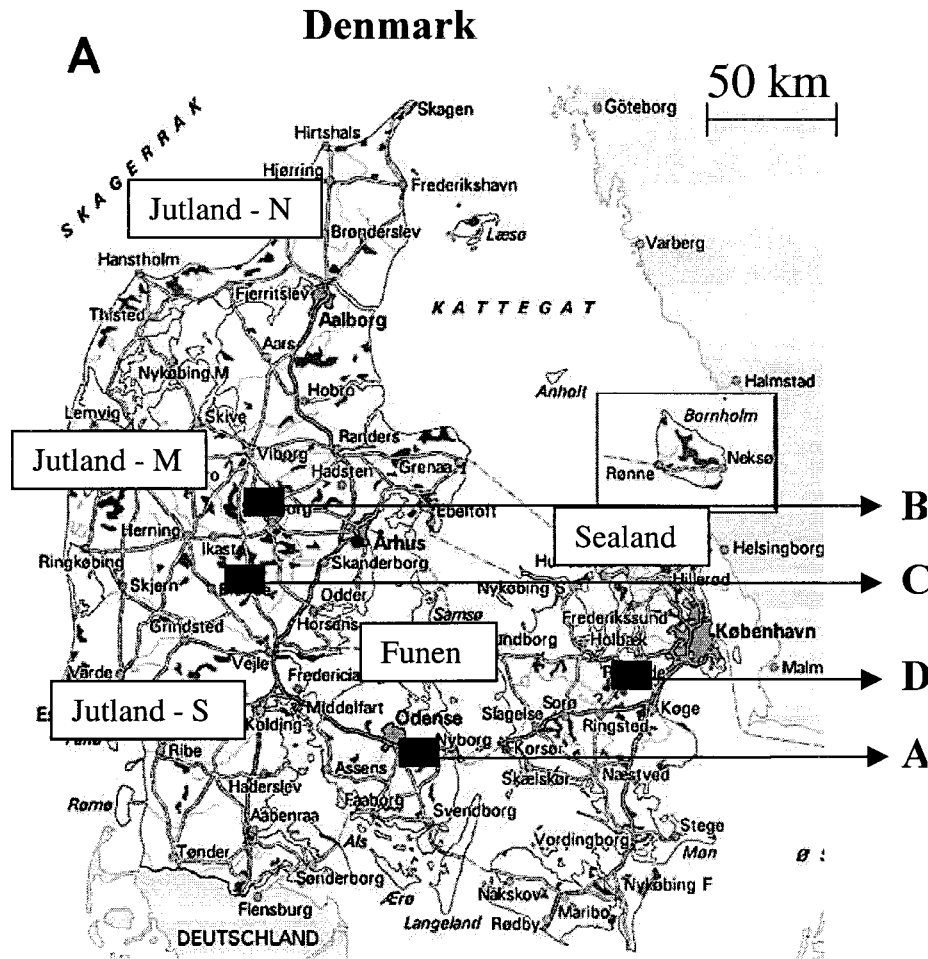 Denmark
A
50 km
Göteborg
Skagen
SKAGERRAK
Hirtshals
Hjørring
Frederikshavn
Jutland - N
Læsø
Brønderslev
Varberg
Hanstholm
Fjerritslev
KATTEGAT
Thisted
Aalborg
Aars
Nykøbing M
Anholt
Halmstad
Hobro
Bornholm
Lemvig
Skive
Randers
Jutland - M
Viborg
Grenaa
Rønne
Neksø
Hadsten
B
Ebeltoft
Herning
Ikast
Århus
Sealand
Helsingborg
Ringkøbing
Skanderborg
Hillerød
C
Skjern
Nykøbing S
Odder
Samsø
Frederikssund
Horsens
Grindsted
Holbæk
København
Vejle
Funen
Varde
Fredericia
Malm
D
Jutland - S
Middelfart
Sorø
Slagelse
Køge
Kolding
Odense
Ringsted
Ribe
Nyborg
Korsør
A
Assens
Skælskør
Næstved
Haderslev
Rømø
Faaborg
Svendborg
Aabenraa
Stege
Als
Vordingborg
Møn
Tønder
Sønderborg
Nykøbing F
Ærø
Nakskov
Flensburg
Langeland
Rødby
Maribo
DEUTSCHLAND